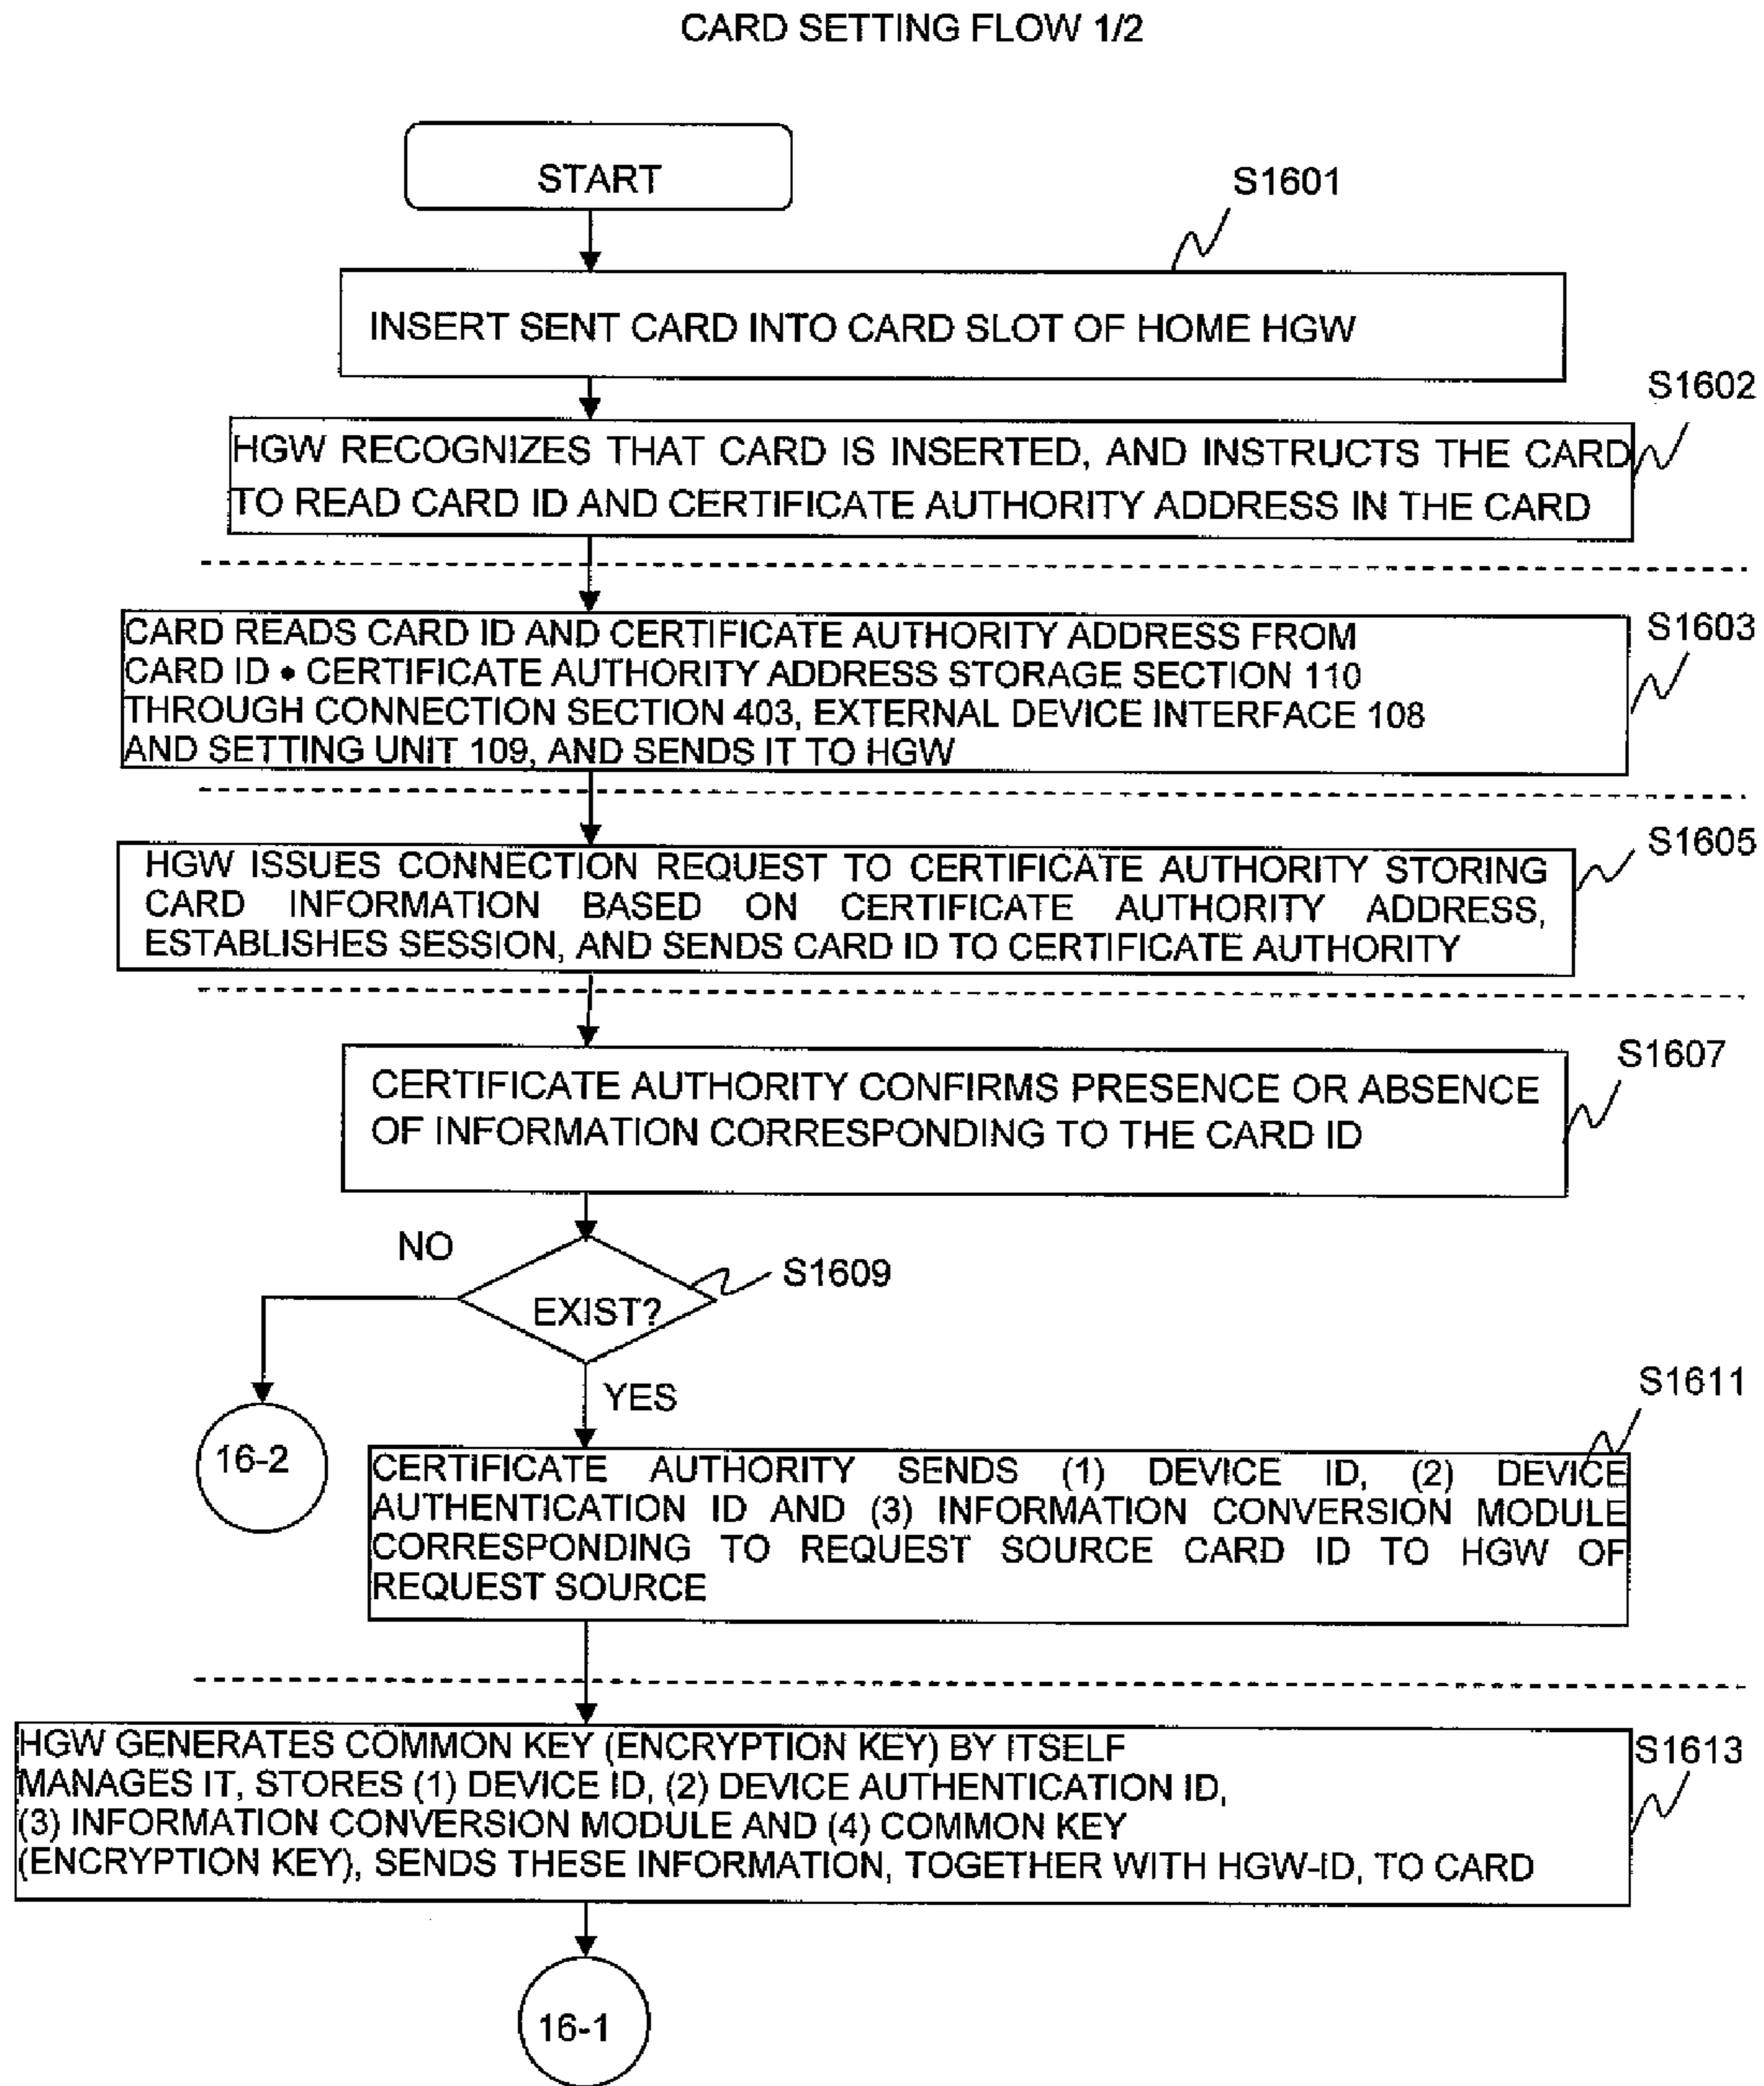 CARD SETTING FLOW 1/2
START
S1601
INSERT SENT CARD INTO CARD SLOT OF HOME HGW
S1602
HGW RECOGNIZES THAT CARD IS INSERTED, AND INSTRUCTS THE CARD
TO READ CARD ID AND CERTIFICATE AUTHORITY ADDRESS IN THE CARD
S1603
CARD READS CARD ID AND CERTIFICATE AUTHORITY ADDRESS FROM
CARD ID • CERTIFICATE AUTHORITY ADDRESS STORAGE SECTION 110
THROUGH CONNECTION SECTION 403, EXTERNAL DEVICE INTERFACE 108
AND SETTING UNIT 109, AND SENDS IT TO HGW
S1605
HGW ISSUES CONNECTION REQUEST TO CERTIFICATE AUTHORITY STORING
CARD INFORMATION BASED ON CERTIFICATE AUTHORITY ADDRESS,
ESTABLISHES SESSION, AND SENDS CARD ID TO CERTIFICATE AUTHORITY
S1607
CERTIFICATE AUTHORITY CONFIRMS PRESENCE OR ABSENCE
OF INFORMATION CORRESPONDING TO THE CARD ID
NO
S1609
EXIST?
YES
S1611
16-2
CERTIFICATE AUTHORITY SENDS (1) DEVICE ID, (2) DEVICE
AUTHENTICATION ID AND (3) INFORMATION CONVERSION MODULE
CORRESPONDING TO REQUEST SOURCE CARD ID TO HGW OF
REQUEST SOURCE
S1613
HGW GENERATES COMMON KEY (ENCRYPTION KEY) BY ITSELF
MANAGES IT, STORES (1) DEVICE ID, (2) DEVICE AUTHENTICATION ID,
(3) INFORMATION CONVERSION MODULE AND (4) COMMON KEY
(ENCRYPTION KEY), SENDS THESE INFORMATION, TOGETHER WITH HGW-ID, TO CARD
16-1